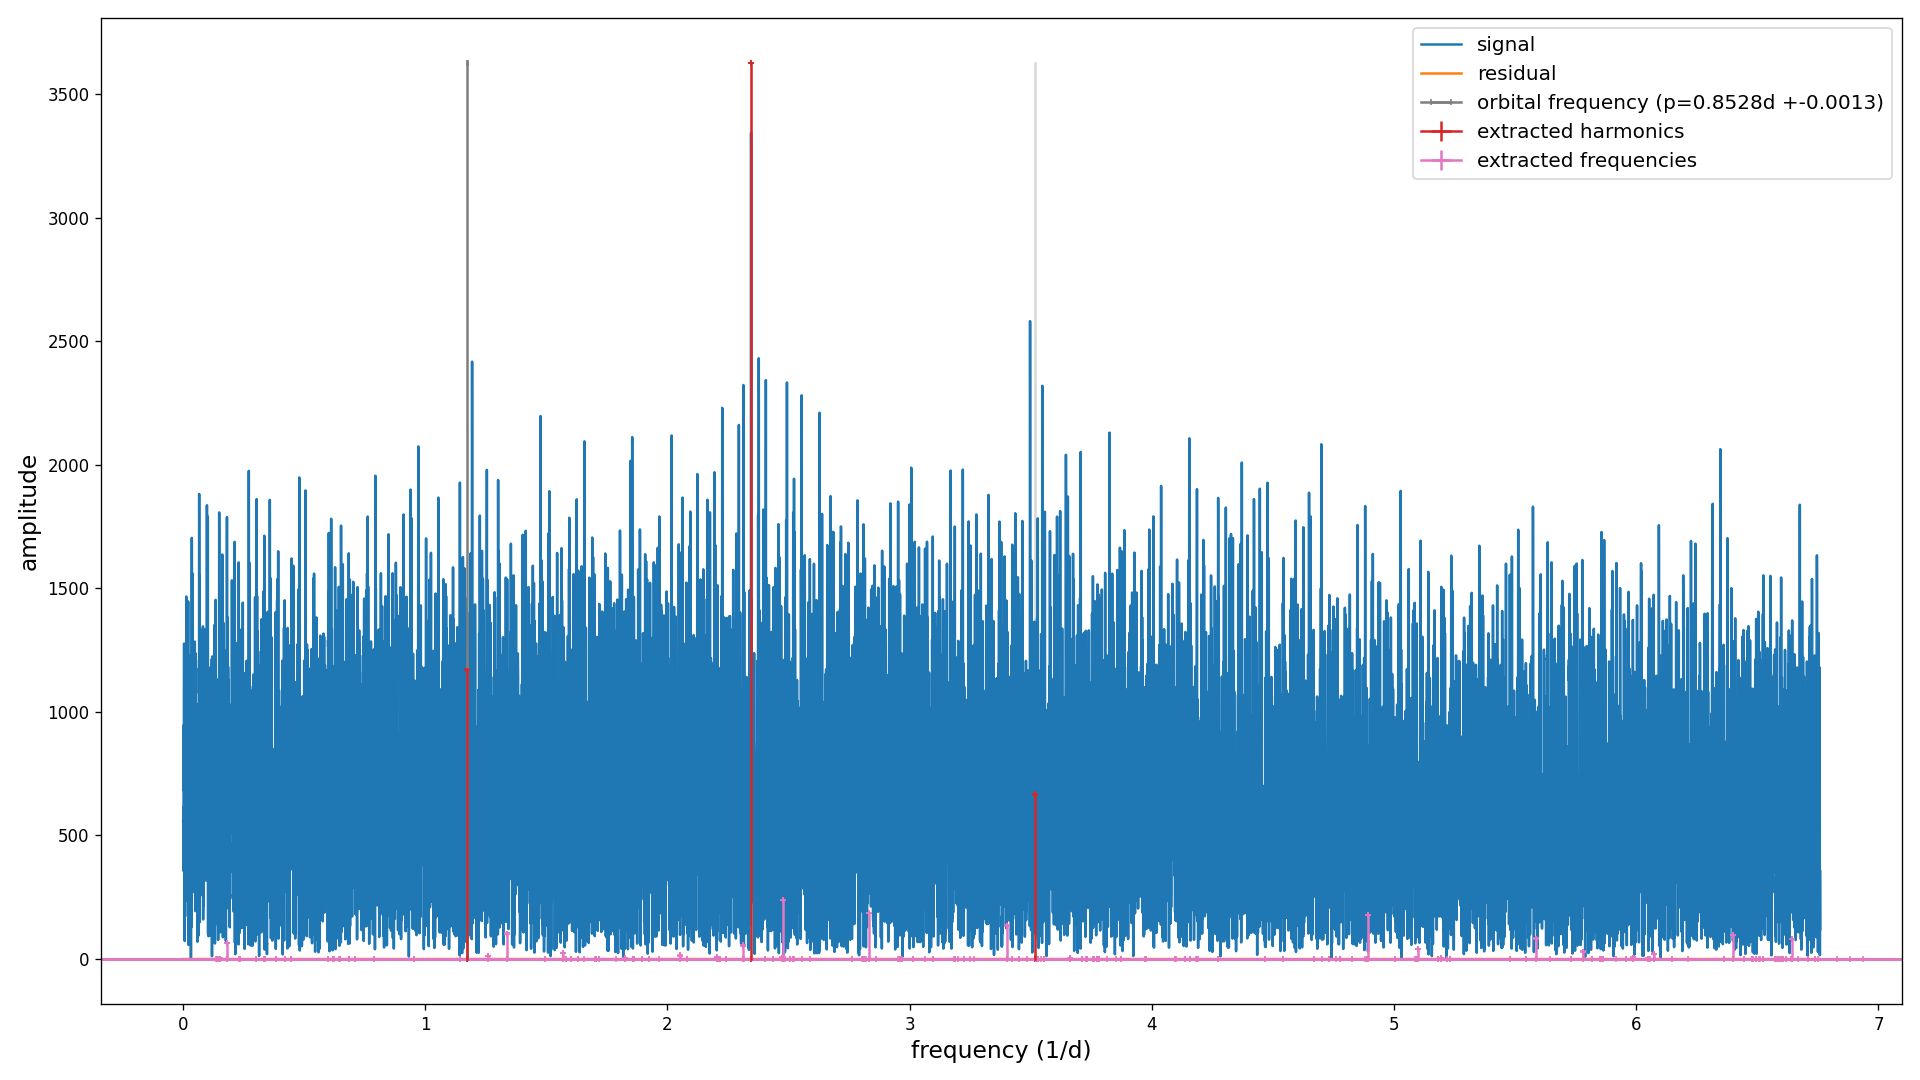 signal
residual
orbital frequency (p=0.8528d +-0.0013)
extracted harmonics
extracted frequencies
3500
3000
2500
2000
1500
1000
500
0
amplitude
0 1 2 3 4 5 6 7
frequency (1/d)